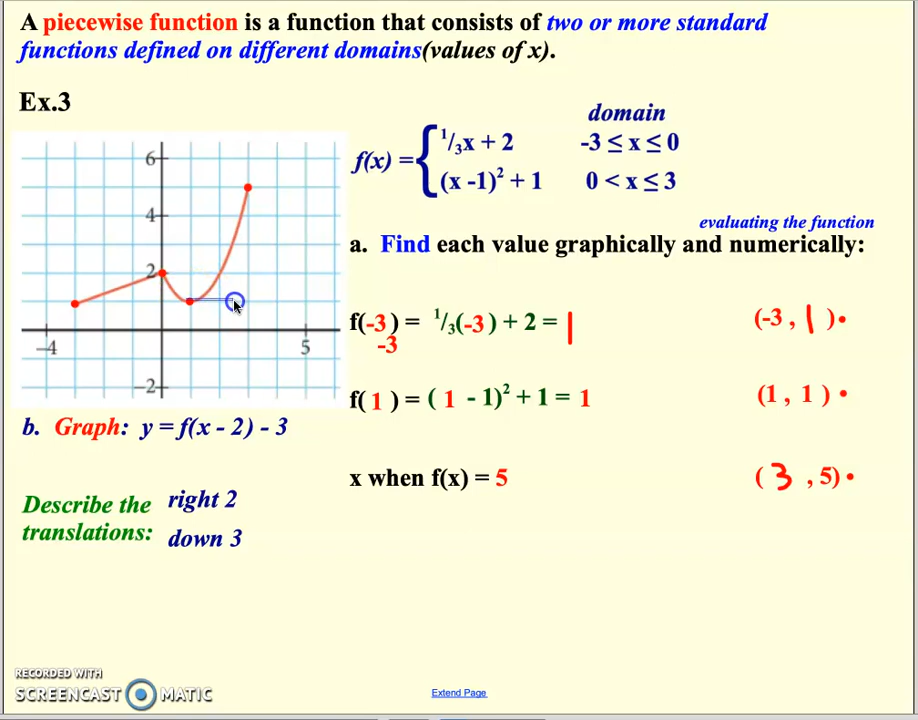 A piecewise function is a function that consists of two or more standard
functions defined on different domains(values of x).
Ex.3
domain
f(x) = { ¹/₃x + 2   -3 ≤ x ≤ 0
(x -1)² + 1   0 < x ≤ 3
evaluating the function
a. Find each value graphically and numerically:
6
4
2
-4
5
-2
f(-3) = ¹/₃(-3) + 2 = 1   (-3, 1)•
-3
f( 1 ) = ( 1 - 1)² + 1 = 1   (1, 1 )•
b. Graph: y = f(x - 2) - 3
x when f(x) = 5   ( 3 , 5)•
Describe the   right 2
translations:   down 3
RECORDED WITH
SCREENCAST MATIC
Extend Page